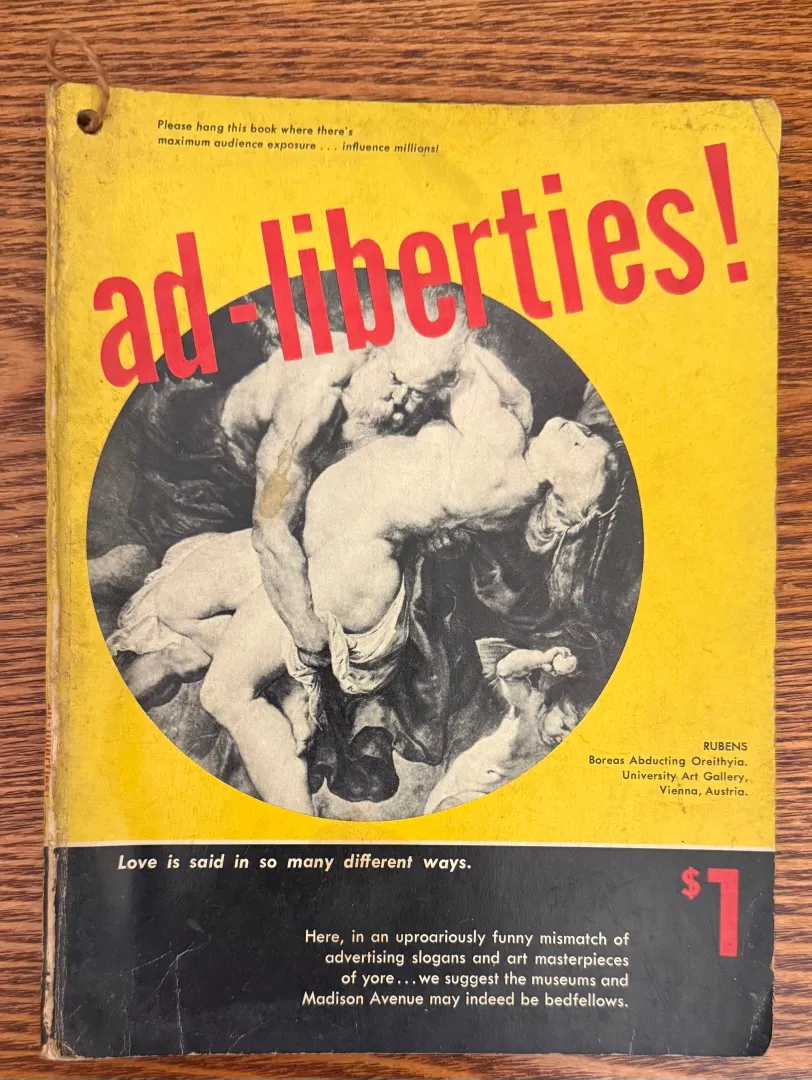 Please hang this book where there's
maximum audience exposure . . . influence millions!
ad-liberties!
RUBENS
Boreas Abducting Oreithyia.
University Art Gallery,
Vienna, Austria.
Love is said in so many different ways.
$1
Here, in an uproariously funny mismatch of
advertising slogans and art masterpieces
of yore...we suggest the museums and
Madison Avenue may indeed be bedfellows.